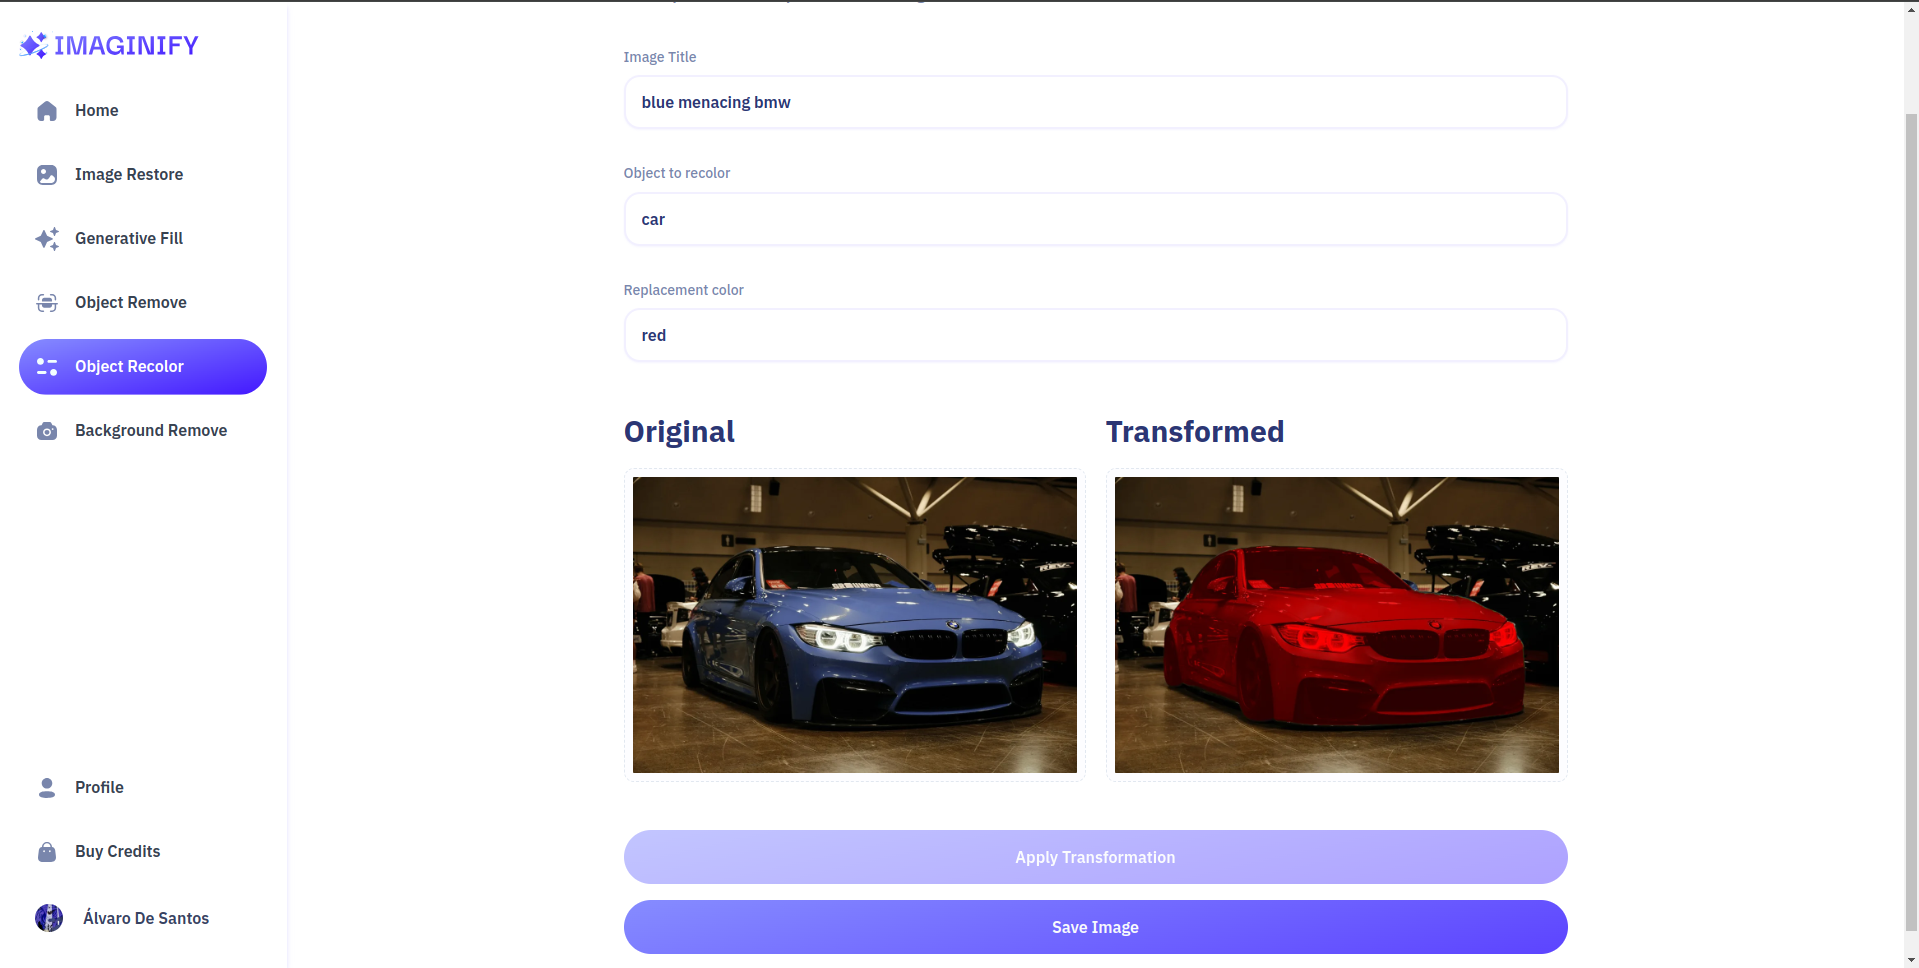 IMAGINIFY
Home
Image Restore
Generative Fill
Object Remove
Object Recolor
Background Remove
Profile
Buy Credits
Álvaro De Santos
Image Title
blue menacing bmw
Object to recolor
car
Replacement color
red
Original
Transformed
Apply Transformation
Save Image